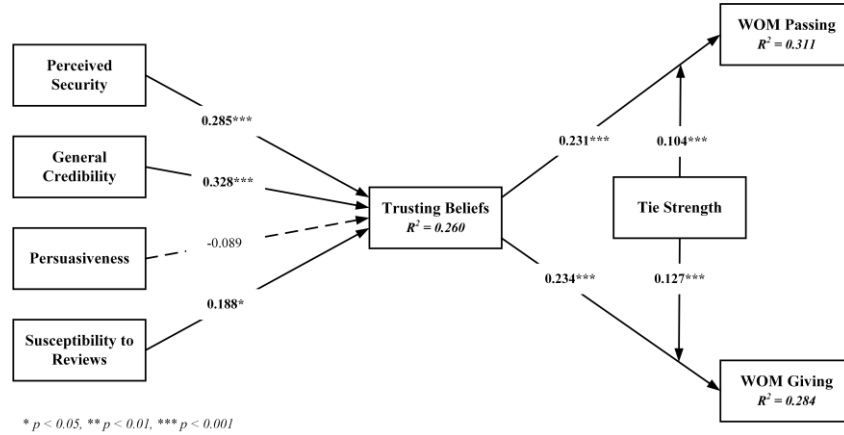 WOM Passing
R² = 0.311
Perceived
Security
0.285***
General
Credibility
0.231***
0.104***
0.328***
Trusting Beliefs
R² = 0.260
Tie Strength
Persuasiveness
-0.089
0.234***
0.127***
0.188*
Susceptibility to
Reviews
WOM Giving
R² = 0.284
* p < 0.05, ** p < 0.01, *** p < 0.001